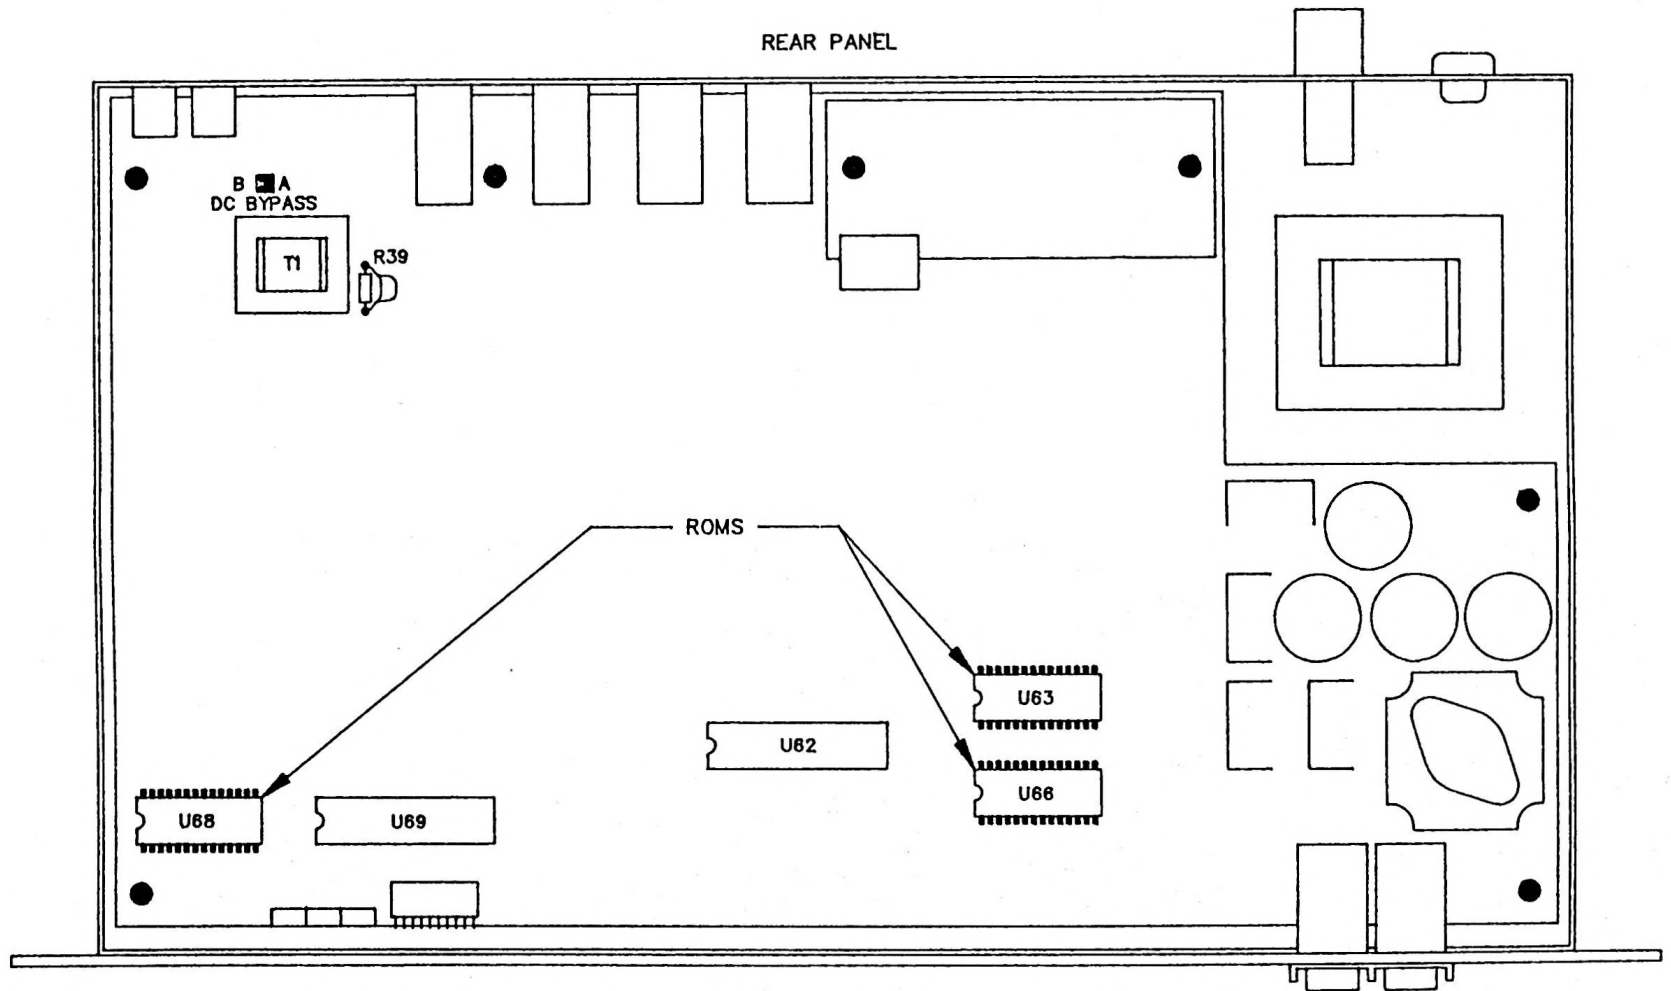 REAR PANEL
B A
DC BYPASS
T1
R39
ROMS
U63
U62
U66
U68
U69